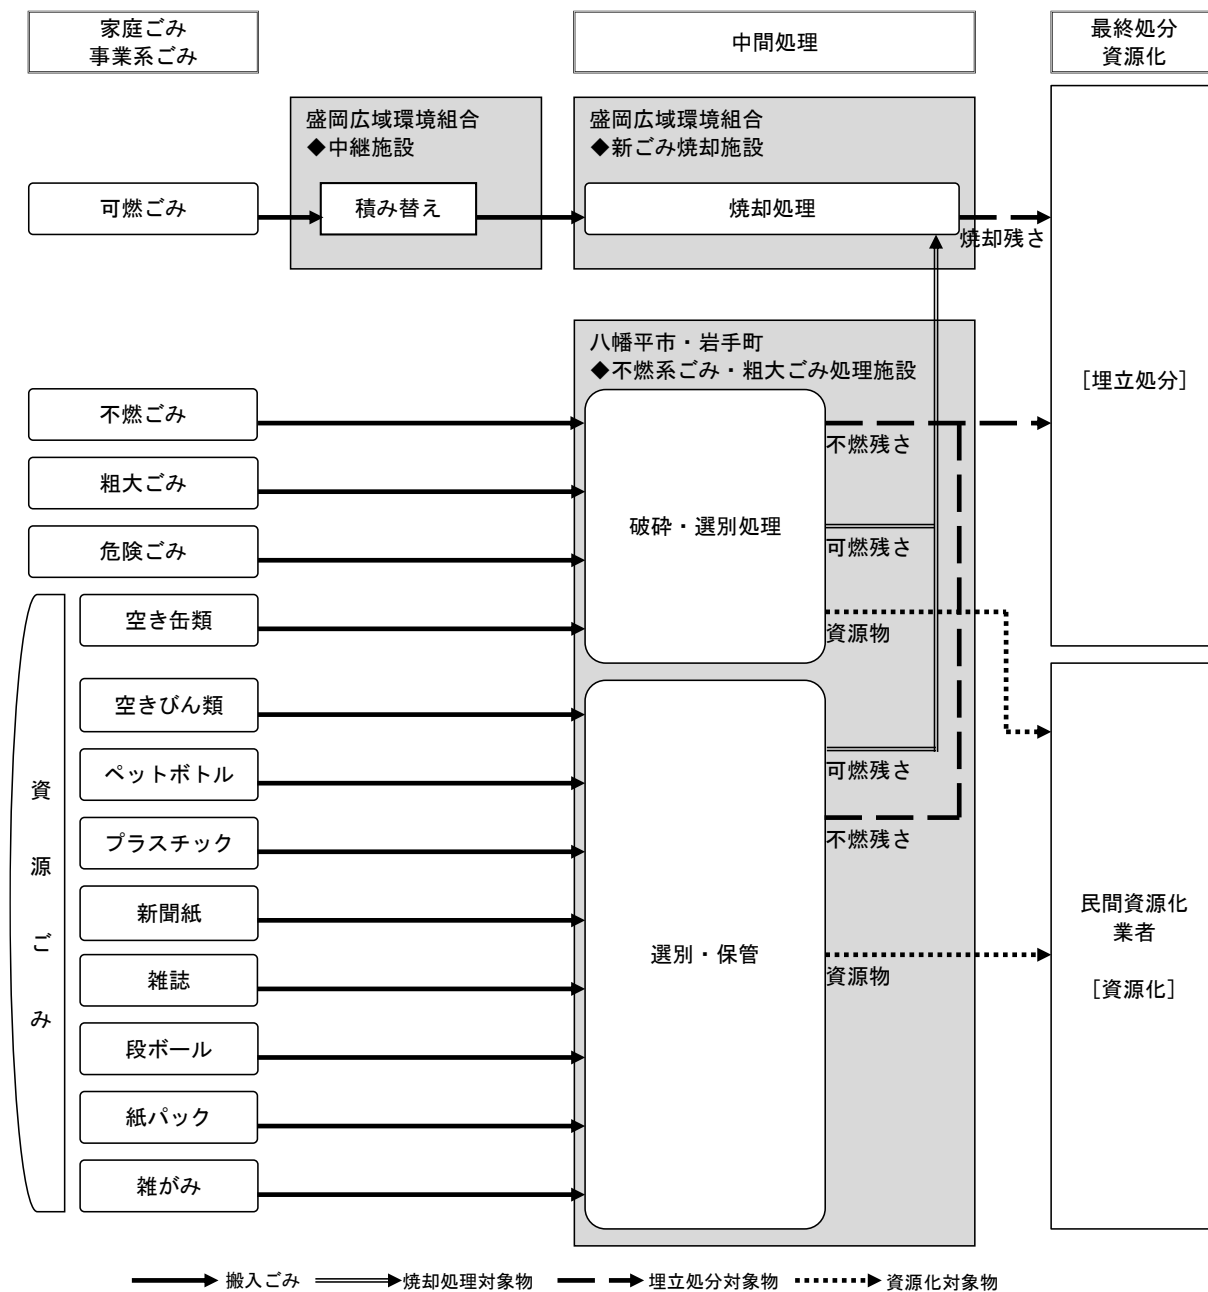 家庭ごみ
事業系ごみ
中間処理
最終処分
資源化
盛岡広域環境組合
◆中継施設
盛岡広域環境組合
◆新ごみ焼却施設
可燃ごみ
積み替え
焼却処理
焼却残さ
[埋立処分]
八幡平市・岩手町
◆不燃系ごみ・粗大ごみ処理施設
不燃ごみ
粗大ごみ
危険ごみ
破砕・選別処理
不燃残さ
可燃残さ
資源物
資源ごみ
空き缶類
空きびん類
ペットボトル
プラスチック
新聞紙
雑誌
段ボール
紙パック
雑がみ
選別・保管
可燃残さ
不燃残さ
資源物
民間資源化
業者
[資源化]
搬入ごみ
焼却処理対象物
埋立処分対象物
資源化対象物